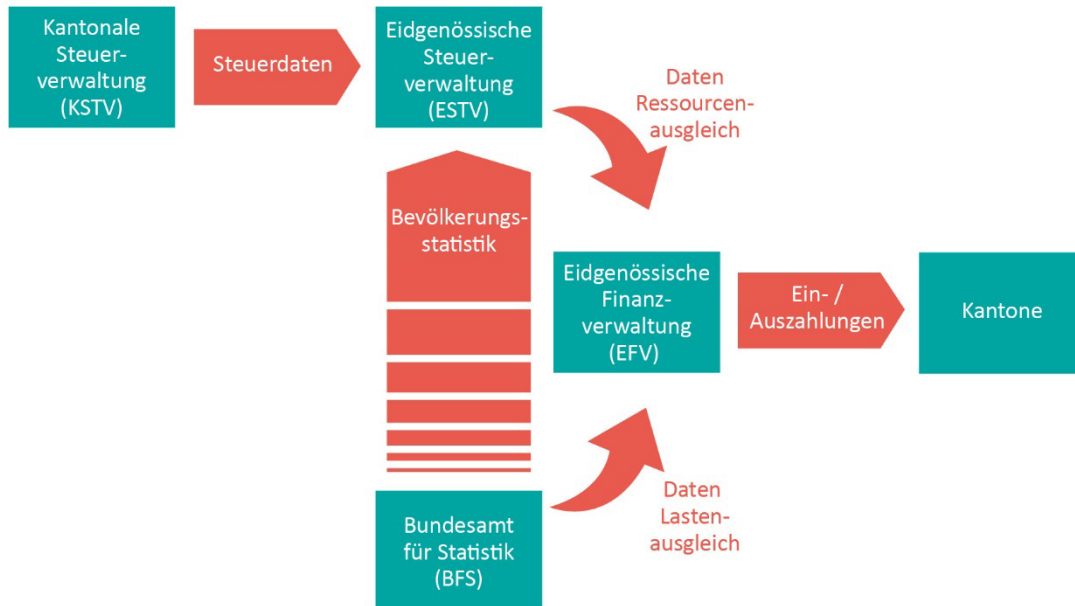 Kantonale
Steuer-
verwaltung
(KSTV)
Steuerdaten
Eidgenössische
Steuer-
verwaltung
(ESTV)
Daten
Ressourcen-
ausgleich
Bevölkerungs-
statistik
Eidgenössische
Finanz-
verwaltung
(EFV)
Ein- /
Auszahlungen
Kantone
Daten
Lasten-
ausgleich
Bundesamt
für Statistik
(BFS)